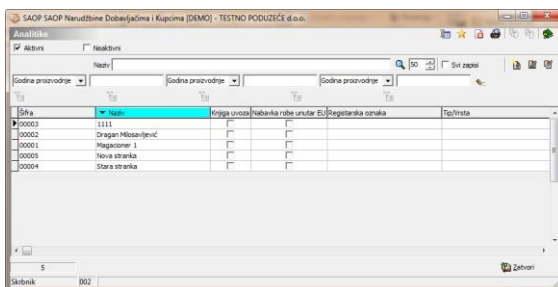 SAOP SAOP Narudžbine Dobavljačima i Kupcima [DEMO] - TESTNO PODUZEĆE d.o.o.
Analitike
Aktivni Neaktivni
Naziv 50 Svi zapisi
Godina proizvodnje Godina proizvodnje Godina proizvodnje
Šifra Naziv Knjiga uvoza Nabavka robe unutar EU Registarska oznaka Tip/Vrsta
00003 1111
00002 Dragan Milosavljević
00001 Magacioner 1
00005 Nova stranka
00004 Stara stranka
5 Zatvori
Skrbnik 002